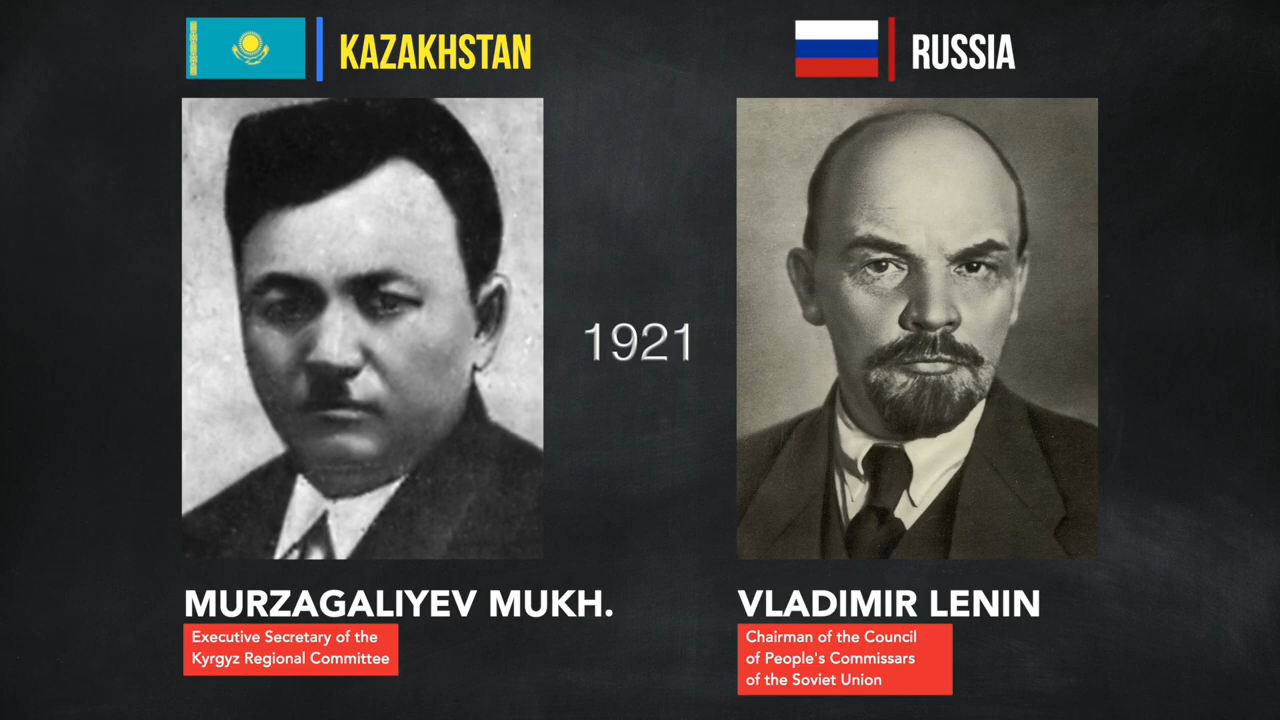 KAZAKHSTAN
RUSSIA
1921
MURZAGALIYEV MUKH.
Executive Secretary of the
Kyrgyz Regional Committee
VLADIMIR LENIN
Chairman of the Council
of People's Commissars
of the Soviet Union